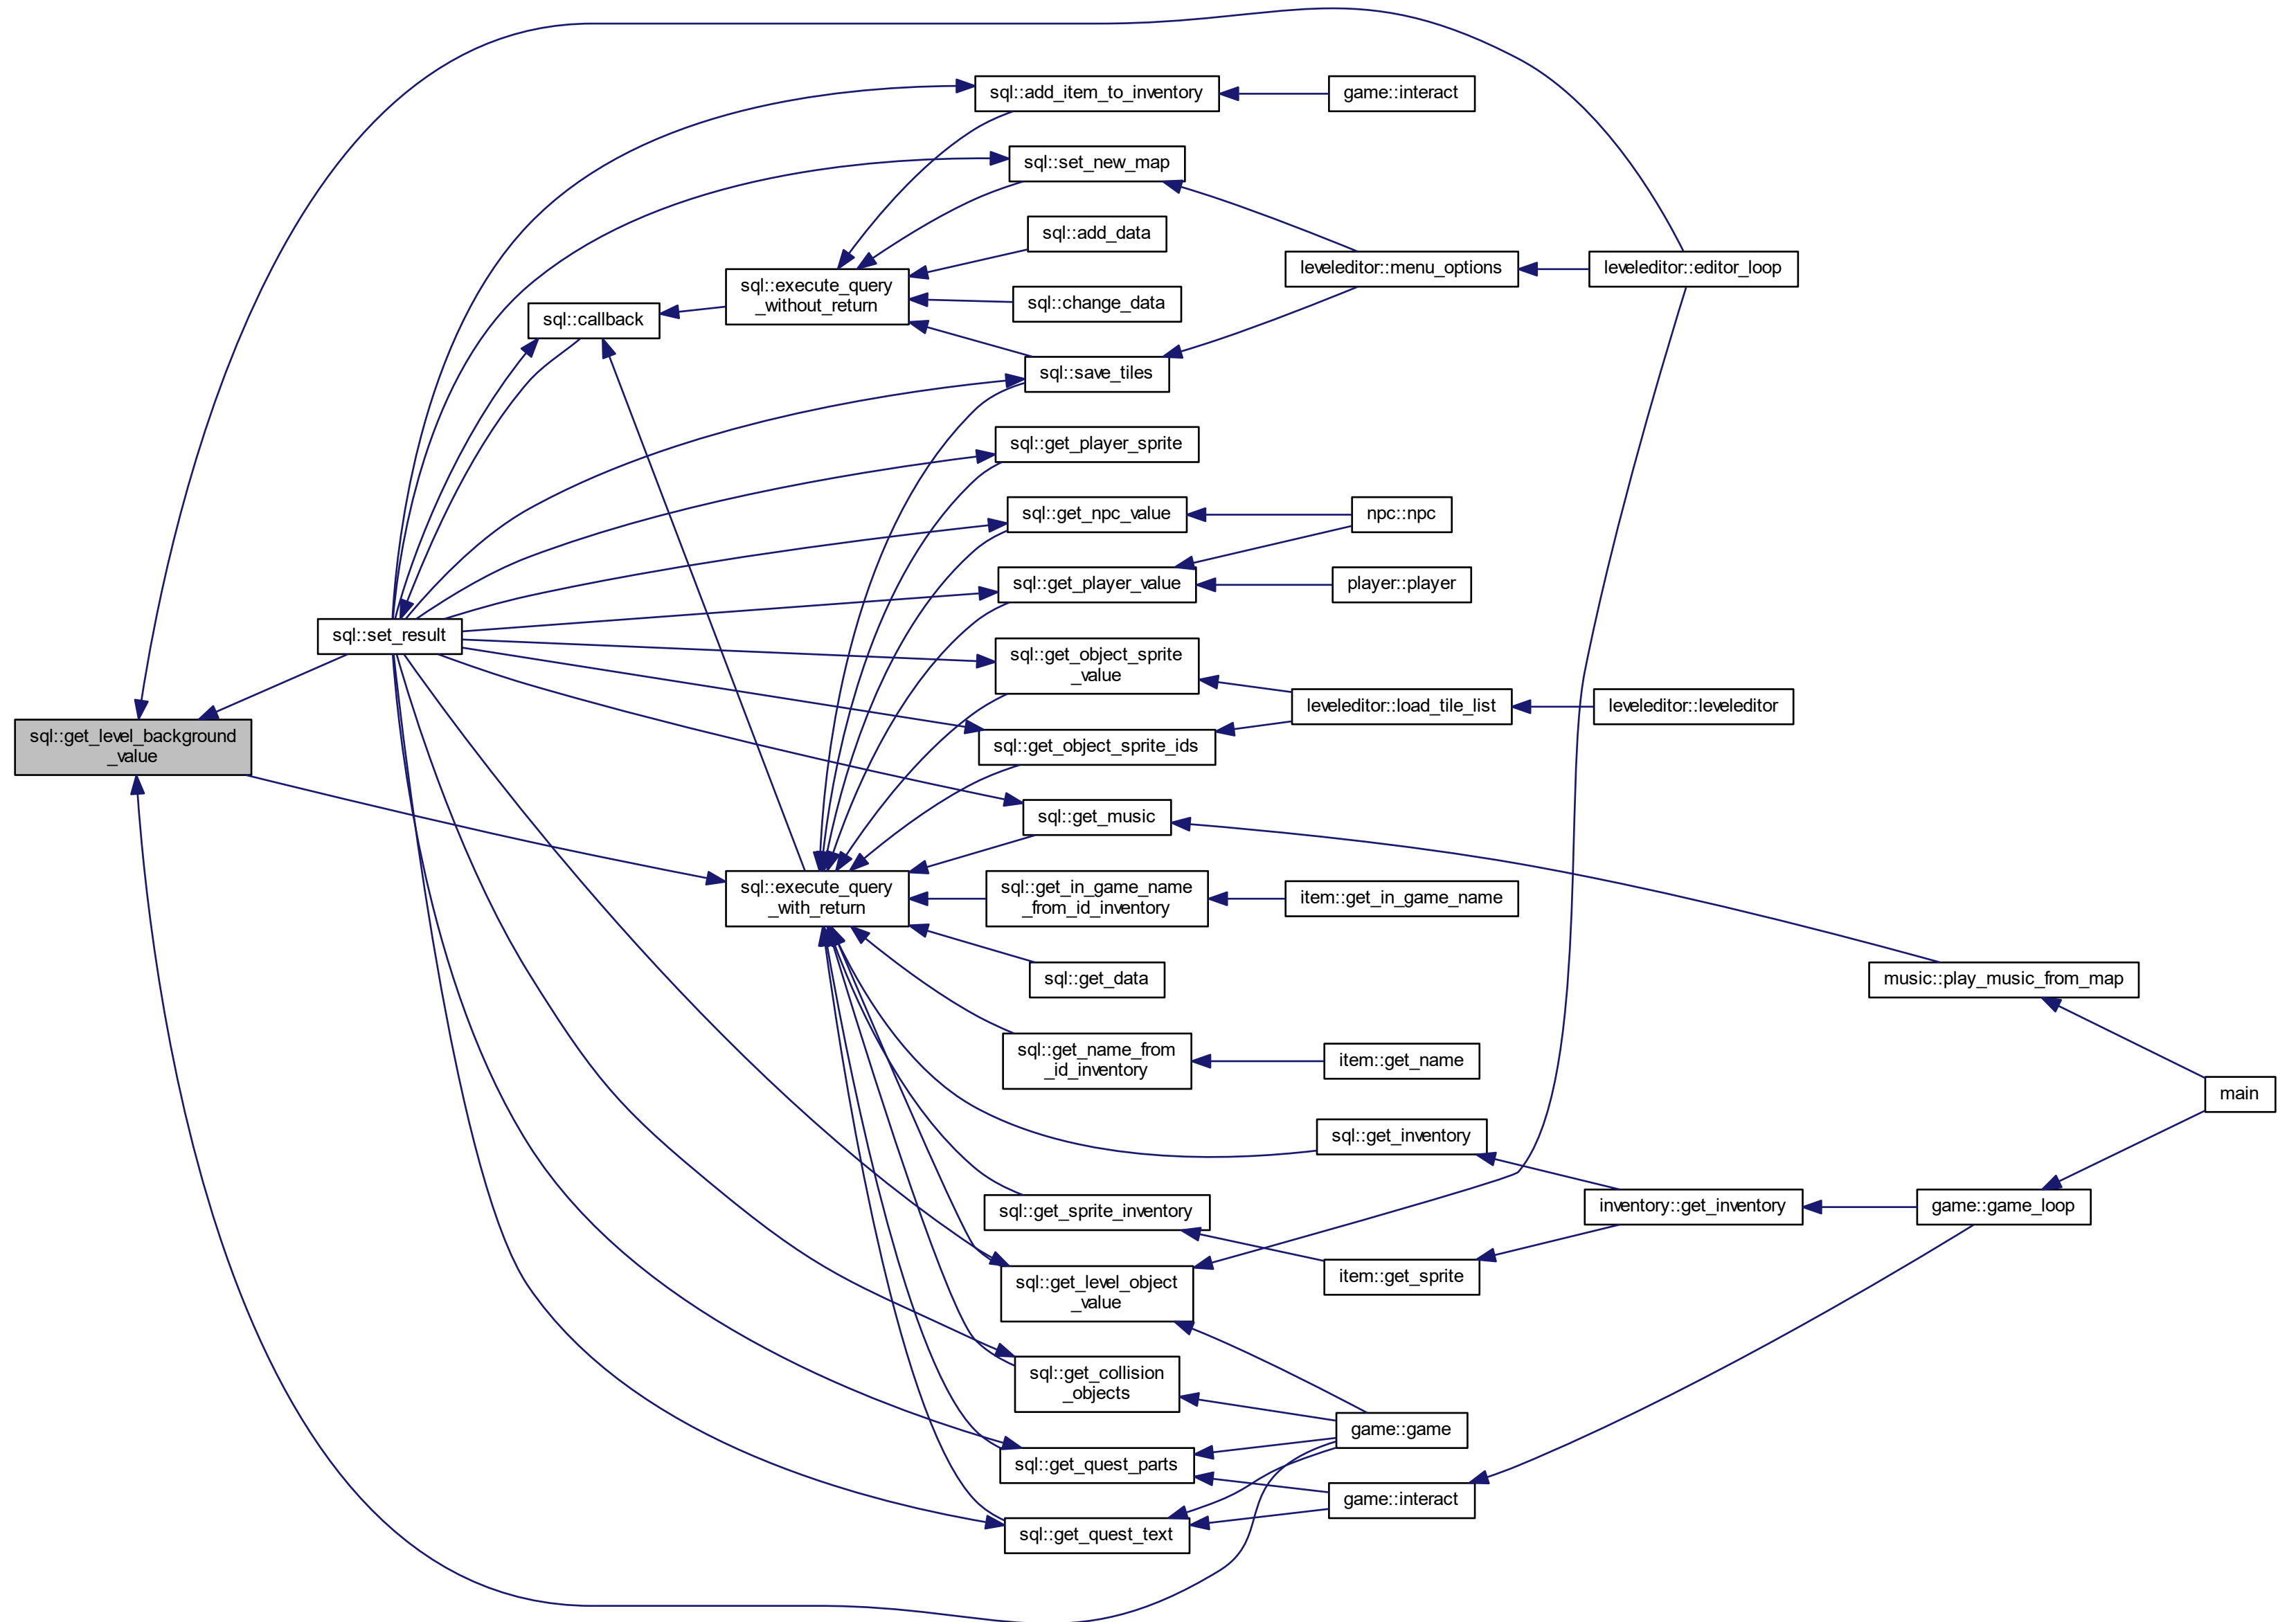 sql::add_item_to_inventory
game::interact
sql::set_new_map
sql::add_data
leveleditor::menu_options
leveleditor::editor_loop
sql::execute_query
_without_return
sql::change_data
sql::callback
sql::save_tiles
sql::get_player_sprite
sql::get_npc_value
npc::npc
sql::get_player_value
player::player
sql::set_result
sql::get_object_sprite
_value
leveleditor::load_tile_list
leveleditor::leveleditor
sql::get_level_background
_value
sql::get_object_sprite_ids
sql::get_music
sql::execute_query
_with_return
sql::get_in_game_name
_from_id_inventory
item::get_in_game_name
sql::get_data
music::play_music_from_map
sql::get_name_from
_id_inventory
item::get_name
main
sql::get_inventory
sql::get_sprite_inventory
inventory::get_inventory
game::game_loop
item::get_sprite
sql::get_level_object
_value
sql::get_collision
_objects
game::game
sql::get_quest_parts
game::interact
sql::get_quest_text